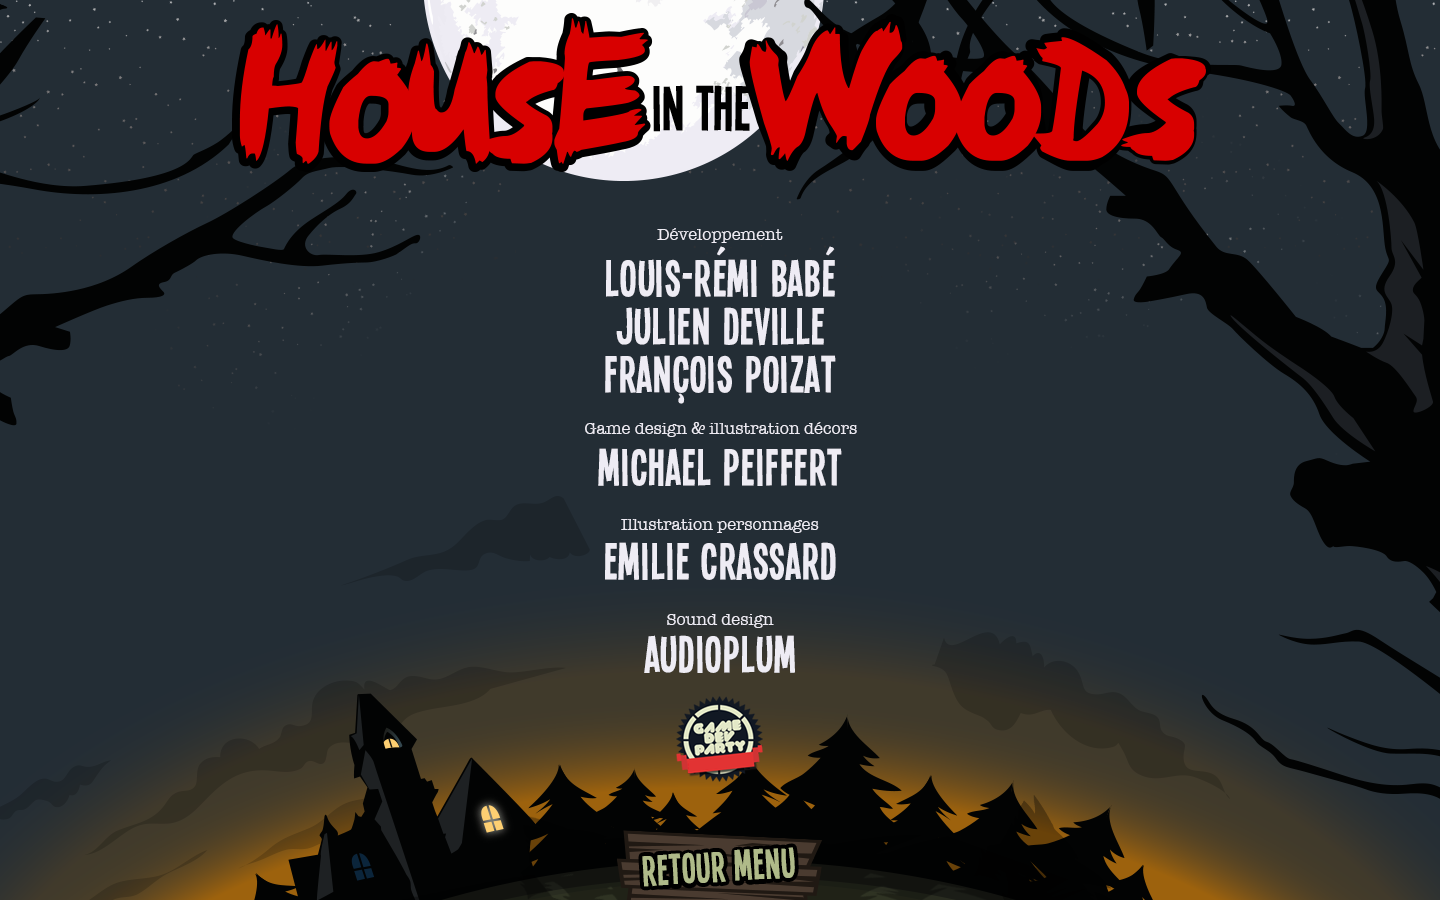 HOUSE IN THE WOODS
Développement
LOUIS-RÉMI BABÉ
JULIEN DEVILLE
FRANÇOIS POIZAT
Game design & illustration décors
MICHAEL PEIFFERT
Illustration personnages
EMILIE CRASSARD
Sound design
AUDIOPLUM
GAME
DEV
PARTY
RETOUR MENU